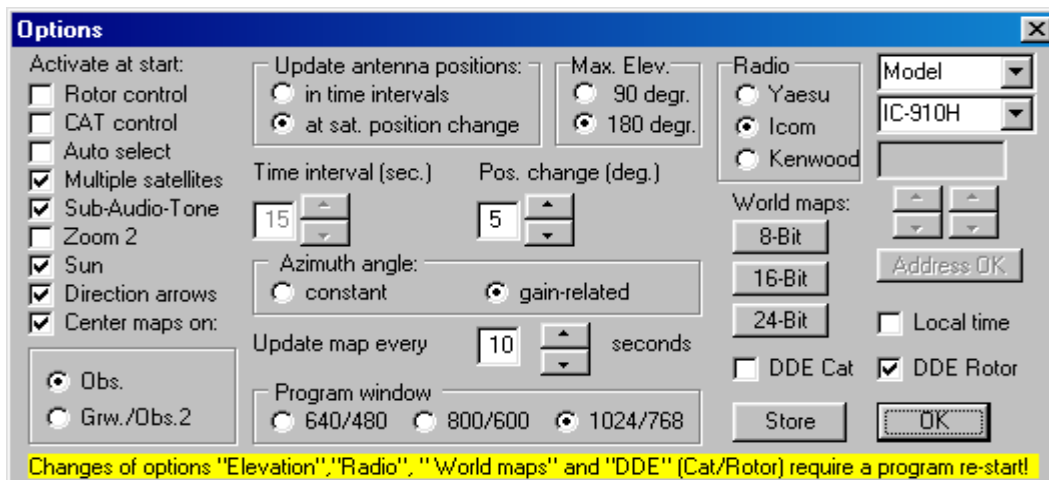 Options
Activate at start:
Rotor control
CAT control
Auto select
Multiple satellites
Sub-Audio-Tone
Zoom 2
Sun
Direction arrows
Center maps on:
Obs.
Grw./Obs.2
Update antenna positions:
in time intervals
at sat. position change
Max. Elev.
90 degr.
180 degr.
Time interval (sec.)
15
Pos. change (deg.)
5
Azimuth angle:
constant
gain-related
Update map every 10 seconds
Program window
640/480
800/600
1024/768
Radio
Yaesu
Icom
Kenwood
Model
IC-910H
World maps:
8-Bit
16-Bit
24-Bit
Address OK
Local time
DDE Cat
DDE Rotor
Store
OK
Changes of options "Elevation","Radio", "World maps" and "DDE" (Cat/Rotor) require a program re-start!